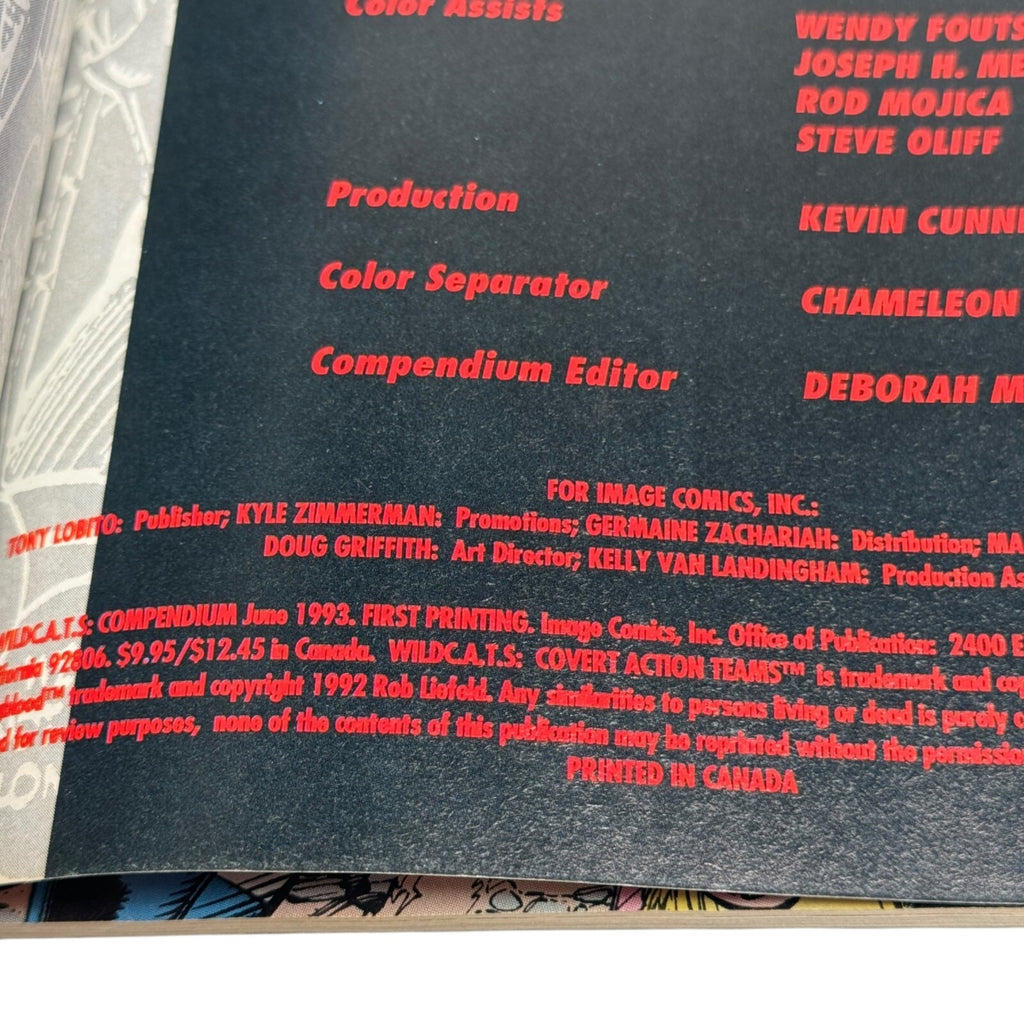 Color Assists
WENDY FOUTS
JOSEPH H. ME
ROD MOJICA
STEVE OLIFF
Production
KEVIN CUNNI
Color Separator
CHAMELEON
Compendium Editor
DEBORAH M
FOR IMAGE COMICS, INC.:
TONY LOBITO: Publisher; KYLE ZIMMERMAN: Promotions; GERMAINE ZACHARIAH: Distribution; MA
DOUG GRIFFITH: Art Director; KELLY VAN LANDINGHAM: Production As
WILDC.A.T.S: COMPENDIUM June 1993. FIRST PRINTING. Image Comics, Inc. Office of Publication: 2400 E
ifornia 92806. $9.95/$12.45 in Canada. WILDC.A.T.S: COVERT ACTION TEAMS™ is trademark and cop
blood™ trademark and copyright 1992 Rob Liefeld. Any similarities to persons living or dead is purely c
d for review purposes, none of the contents of this publication may be reprinted without the permissio
PRINTED IN CANADA